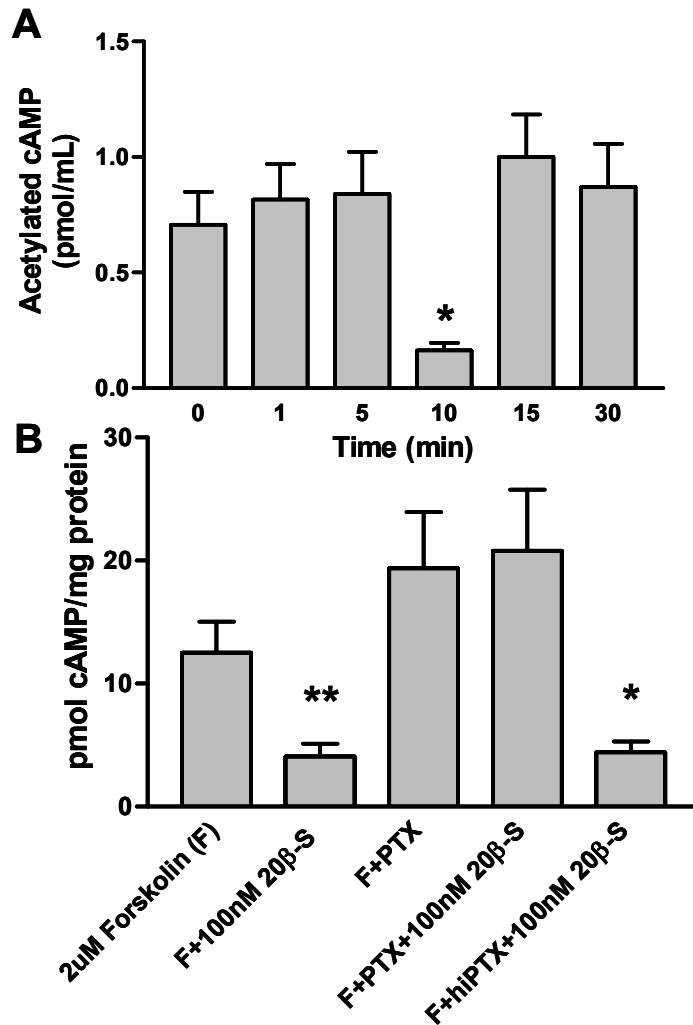 A
Acetylated cAMP
(pmol/mL)
1.5
1.0
0.5
0.0
*
0 1 5 10 15 30
Time (min)
B
pmol cAMP/mg protein
30
20
10
0
** *
2uM Forskolin (F)
F+100nM 20β-S
F+PTX
F+PTX+100nM 20β-S
F+hiPTX+100nM 20β-S